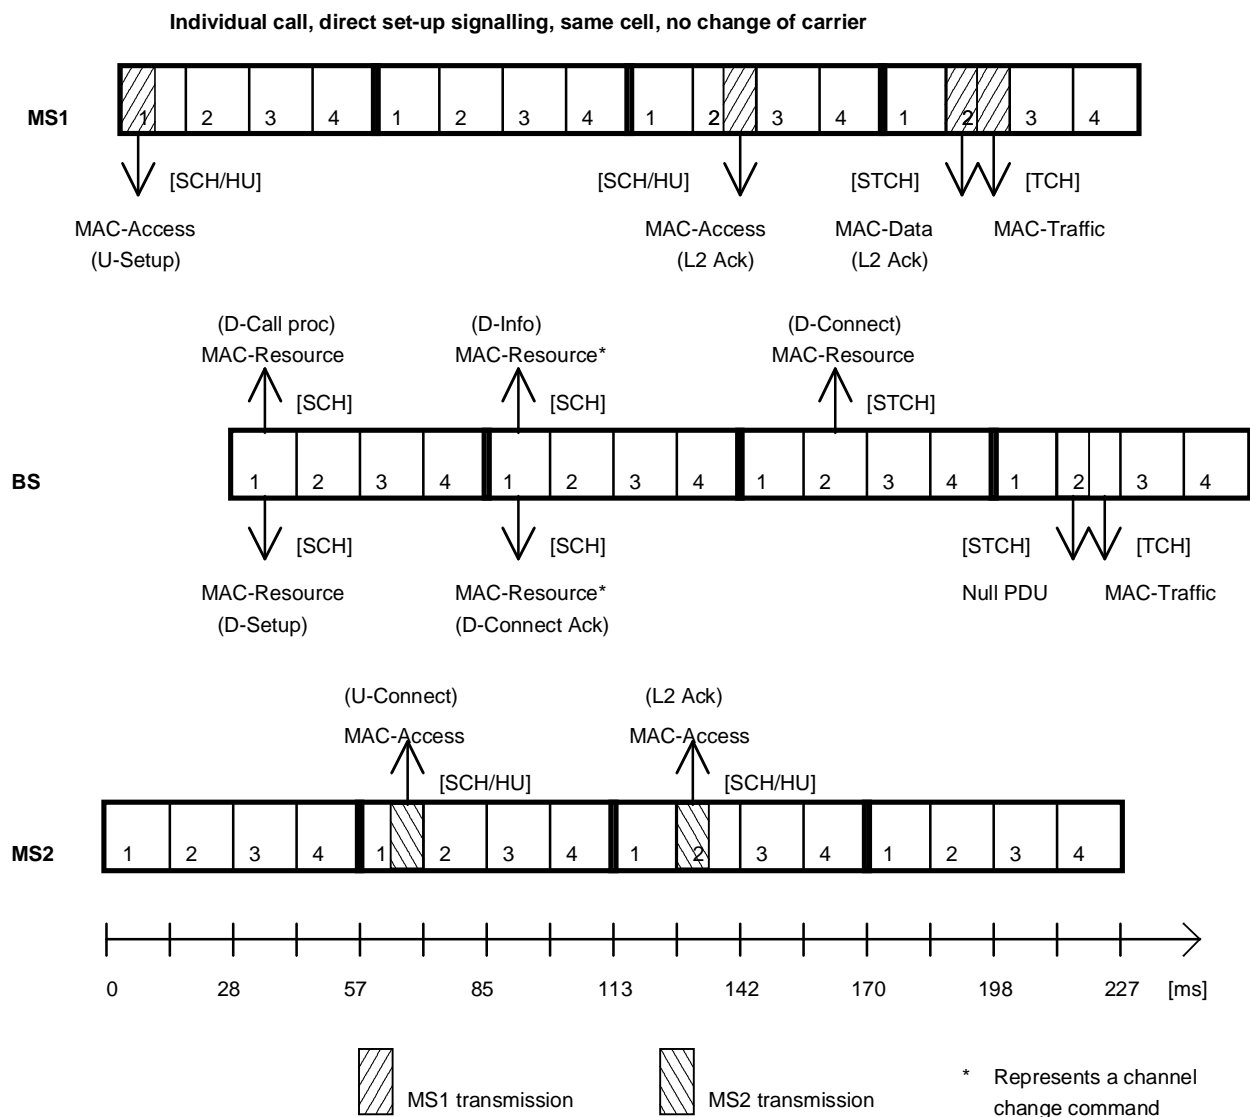 Individual call, direct set-up signalling, same cell, no change of carrier
MS1
1 2 3 4 1 2 3 4 1 2 3 4 1 2 3 4
[SCH/HU] [SCH/HU] [STCH] [TCH]
MAC-Access MAC-Access MAC-Data MAC-Traffic
(U-Setup) (L2 Ack) (L2 Ack)
(D-Call proc) (D-Info) (D-Connect)
MAC-Resource MAC-Resource* MAC-Resource
[SCH] [SCH] [STCH]
BS
1 2 3 4 1 2 3 4 1 2 3 4 1 2 3 4
[SCH] [SCH] [STCH] [TCH]
MAC-Resource MAC-Resource* Null PDU MAC-Traffic
(D-Setup) (D-Connect Ack)
(U-Connect) (L2 Ack)
MAC-Access MAC-Access
[SCH/HU] [SCH/HU]
MS2
1 2 3 4 1 2 3 4 1 2 3 4 1 2 3 4
0 28 57 85 113 142 170 198 227 [ms]
MS1 transmission MS2 transmission * Represents a channel
change command